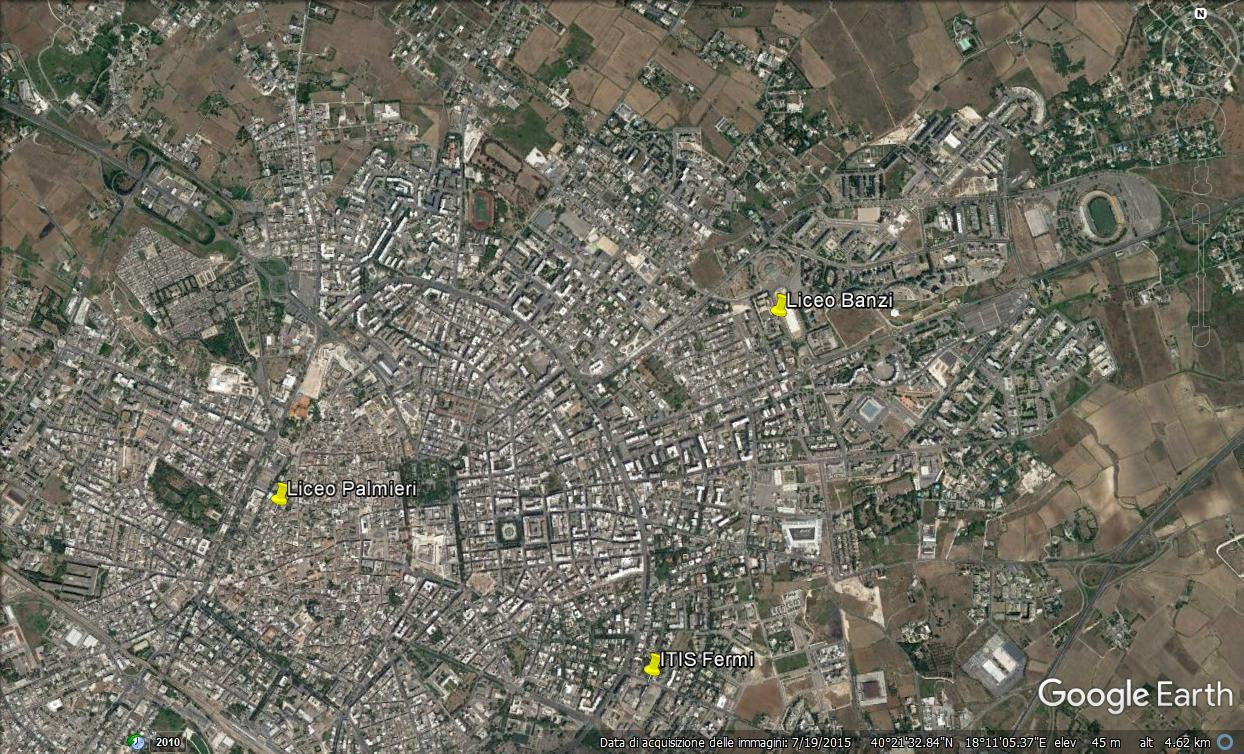 N
Liceo Banzi
Liceo Palmieri
ITIS Fermi
Google Earth
2010
Data di acquisizione delle immagini: 7/19/2015 40°21'32.84"N 18°11'05.37"E elev 45 m alt 4.62 km